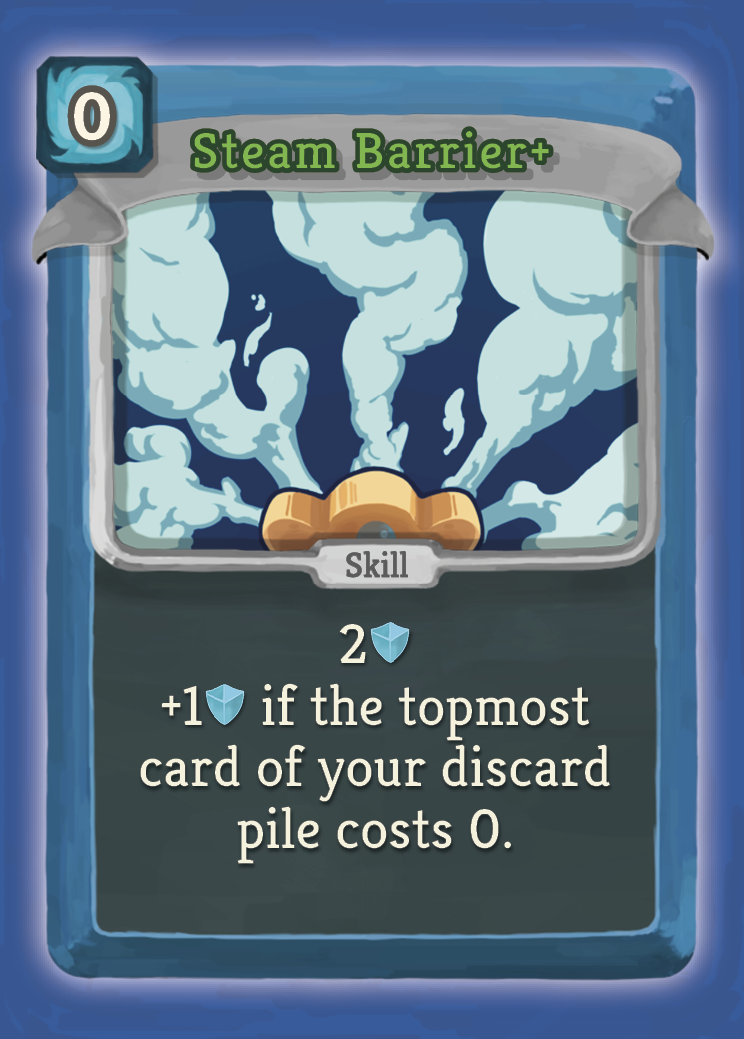 0
Steam Barrier+
Skill
2
+1 if the topmost
card of your discard
pile costs 0.